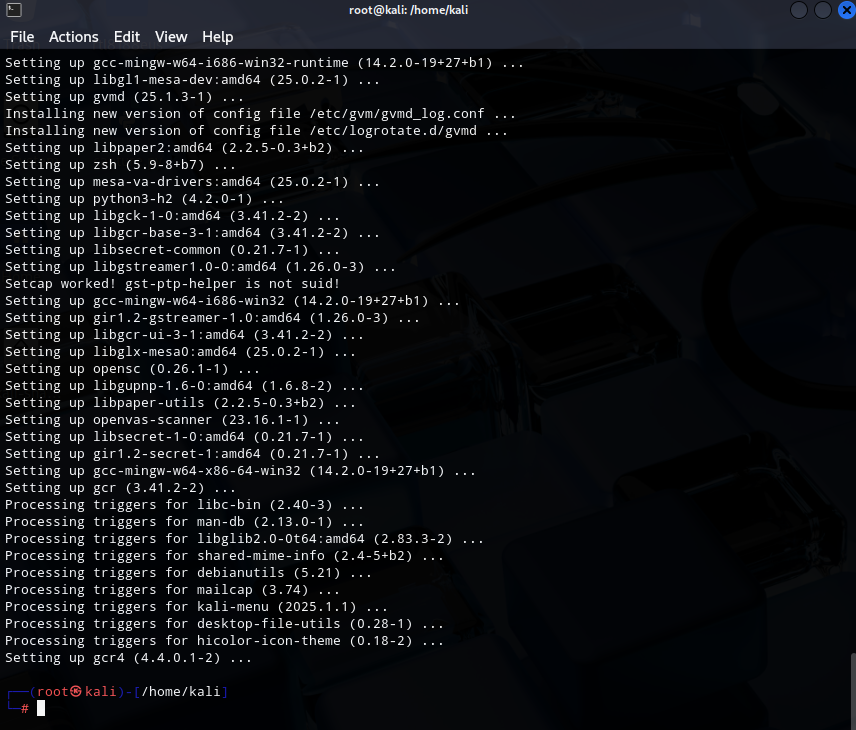 root@kali: /home/kali
File Actions Edit View Help
Setting up gcc-mingw-w64-i686-win32-runtime (14.2.0-19+27+b1) ...
Setting up libgl1-mesa-dev:amd64 (25.0.2-1) ...
Setting up gvmd (25.1.3-1) ...
Installing new version of config file /etc/gvm/gvmd_log.conf ...
Installing new version of config file /etc/logrotate.d/gvmd ...
Setting up libpaper2:amd64 (2.2.5-0.3+b2) ...
Setting up zsh (5.9-8+b7) ...
Setting up mesa-va-drivers:amd64 (25.0.2-1) ...
Setting up python3-h2 (4.2.0-1) ...
Setting up libgck-1-0:amd64 (3.41.2-2) ...
Setting up libgcr-base-3-1:amd64 (3.41.2-2) ...
Setting up libsecret-common (0.21.7-1) ...
Setting up libgstreamer1.0-0:amd64 (1.26.0-3) ...
Setcap worked! gst-ptp-helper is not suid!
Setting up gcc-mingw-w64-i686-win32 (14.2.0-19+27+b1) ...
Setting up gir1.2-gstreamer-1.0:amd64 (1.26.0-3) ...
Setting up libgcr-ui-3-1:amd64 (3.41.2-2) ...
Setting up libglx-mesa0:amd64 (25.0.2-1) ...
Setting up opensc (0.26.1-1) ...
Setting up libgupnp-1.6-0:amd64 (1.6.8-2) ...
Setting up libpaper-utils (2.2.5-0.3+b2) ...
Setting up openvas-scanner (23.16.1-1) ...
Setting up libsecret-1-0:amd64 (0.21.7-1) ...
Setting up gir1.2-secret-1:amd64 (0.21.7-1) ...
Setting up gcc-mingw-w64-x86-64-win32 (14.2.0-19+27+b1) ...
Setting up gcr (3.41.2-2) ...
Processing triggers for libc-bin (2.40-3) ...
Processing triggers for man-db (2.13.0-1) ...
Processing triggers for libglib2.0-0t64:amd64 (2.83.3-2) ...
Processing triggers for shared-mime-info (2.4-5+b2) ...
Processing triggers for debianutils (5.21) ...
Processing triggers for mailcap (3.74) ...
Processing triggers for kali-menu (2025.1.1) ...
Processing triggers for desktop-file-utils (0.28-1) ...
Processing triggers for hicolor-icon-theme (0.18-2) ...
Setting up gcr4 (4.4.0.1-2) ...
┌──(root㉿kali)-[/home/kali]
└─#